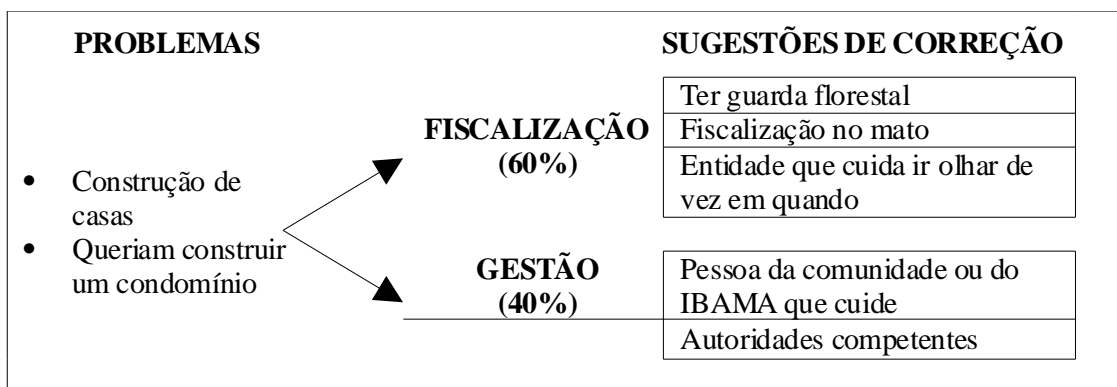 PROBLEMAS
SUGESTÕES DE CORREÇÃO
• Construção de
casas
• Queriam construir
um condomínio
FISCALIZAÇÃO
(60%)
Ter guarda florestal
Fiscalização no mato
Entidade que cuida ir olhar de
vez em quando
GESTÃO
(40%)
Pessoa da comunidade ou do
IBAMA que cuide
Autoridades competentes